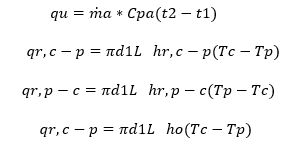 qu = ṁa * Cpa(t2 − t1)
qr, c − p = πd1L hr, c − p(Tc − Tp)
qr, p − c = πd1L hr, p − c(Tp − Tc)
qr, c − p = πd1L ho(Tc − Tp)